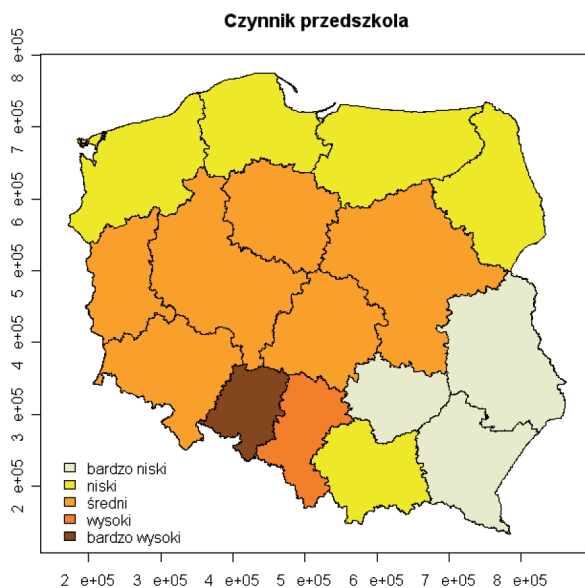 Czynnik przedszkola
8 e+05
7 e+05
6 e+05
5 e+05
4 e+05
3 e+05
2 e+05
bardzo niski
niski
średni
wysoki
bardzo wysoki
2 e+05 3 e+05 4 e+05 5 e+05 6 e+05 7 e+05 8 e+05